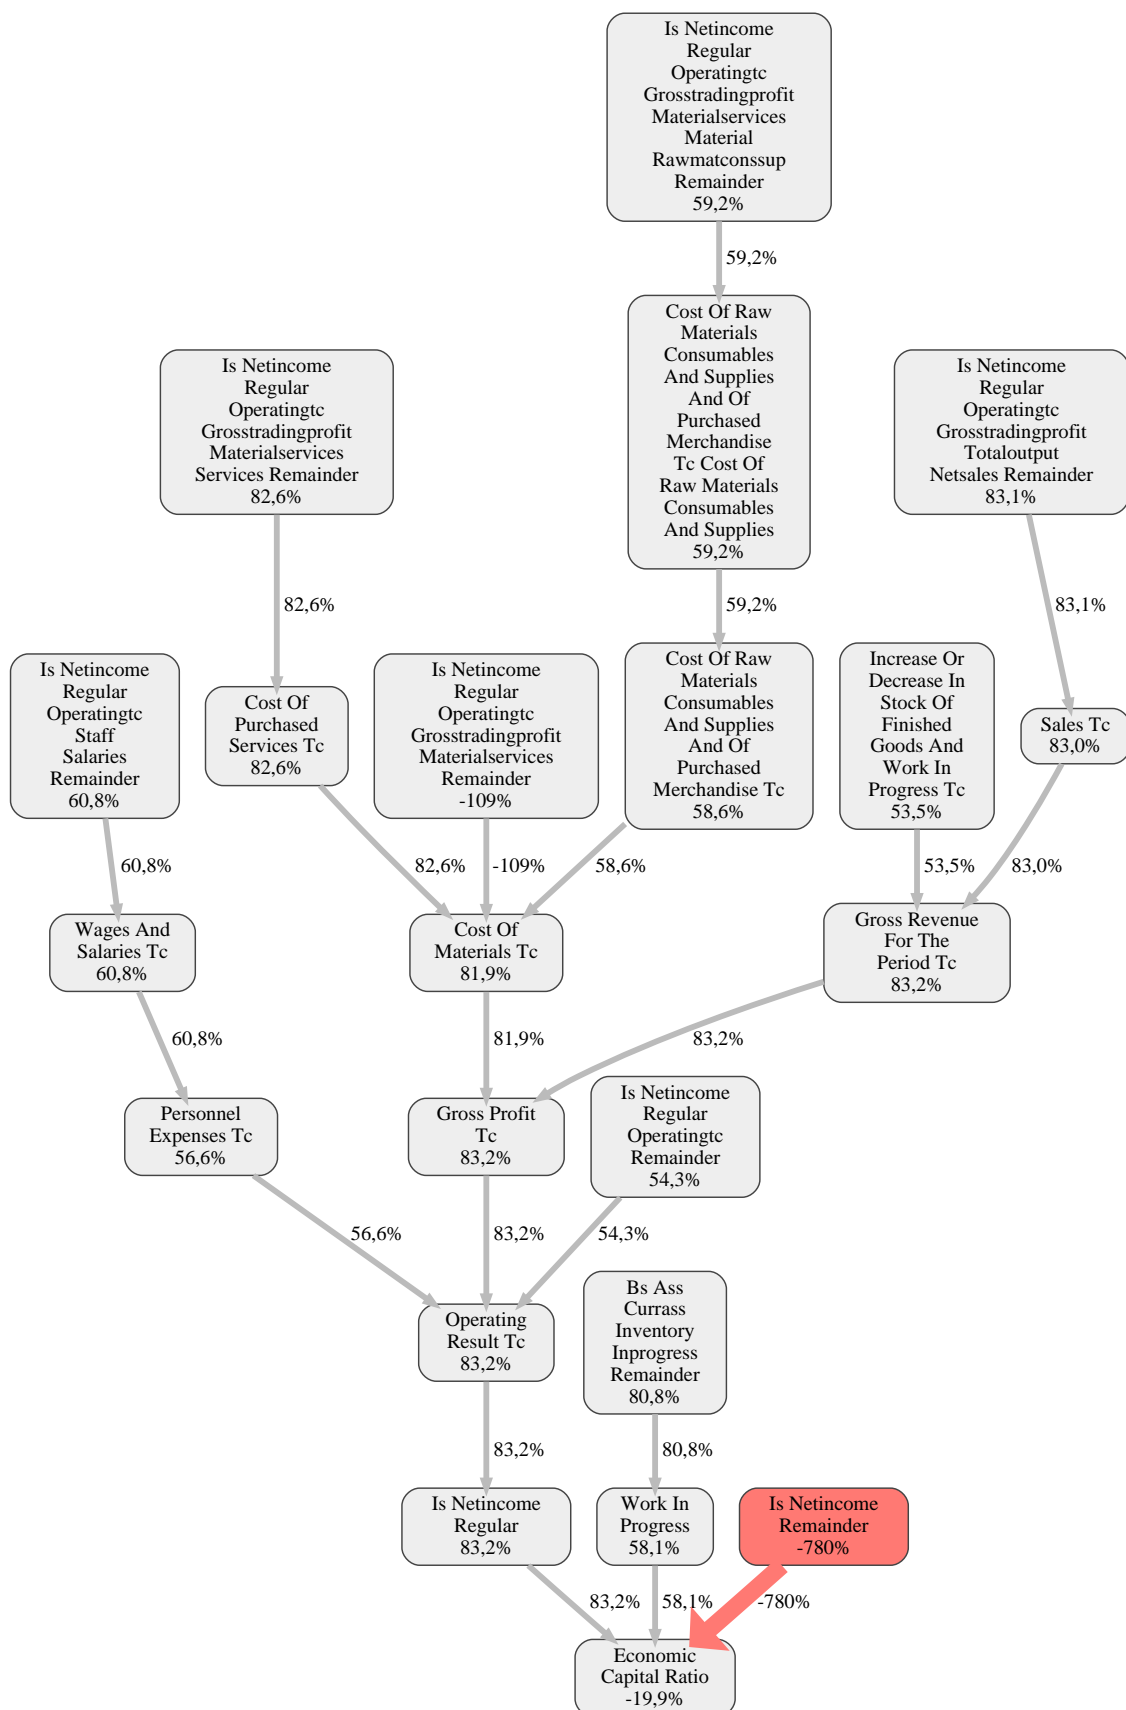 Is Netincome
Regular
Operatingtc
Grosstradingprofit
Materialservices
Material
Rawmatconssup
Remainder
59,2%
59,2%
Cost Of Raw
Materials
Consumables
And Supplies
And Of
Purchased
Merchandise
Tc Cost Of
Raw Materials
Consumables
And Supplies
59,2%
Is Netincome
Regular
Operatingtc
Grosstradingprofit
Materialservices
Services Remainder
82,6%
Is Netincome
Regular
Operatingtc
Grosstradingprofit
Totaloutput
Netsales Remainder
83,1%
82,6%
59,2%
83,1%
Is Netincome
Regular
Operatingtc
Staff
Salaries
Remainder
60,8%
Cost Of
Purchased
Services Tc
82,6%
Is Netincome
Regular
Operatingtc
Grosstradingprofit
Materialservices
Remainder
-109%
Cost Of Raw
Materials
Consumables
And Supplies
And Of
Purchased
Merchandise Tc
58,6%
Increase Or
Decrease In
Stock Of
Finished
Goods And
Work In
Progress Tc
53,5%
Sales Tc
83,0%
60,8%
82,6%
-109%
58,6%
53,5%
83,0%
Wages And
Salaries Tc
60,8%
Cost Of
Materials Tc
81,9%
Gross Revenue
For The
Period Tc
83,2%
60,8%
81,9%
83,2%
Personnel
Expenses Tc
56,6%
Gross Profit
Tc
83,2%
Is Netincome
Regular
Operatingtc
Remainder
54,3%
56,6%
83,2%
54,3%
Operating
Result Tc
83,2%
Bs Ass
Currass
Inventory
Inprogress
Remainder
80,8%
83,2%
80,8%
Is Netincome
Regular
83,2%
Work In
Progress
58,1%
Is Netincome
Remainder
-780%
83,2%
58,1%
-780%
Economic
Capital Ratio
-19,9%